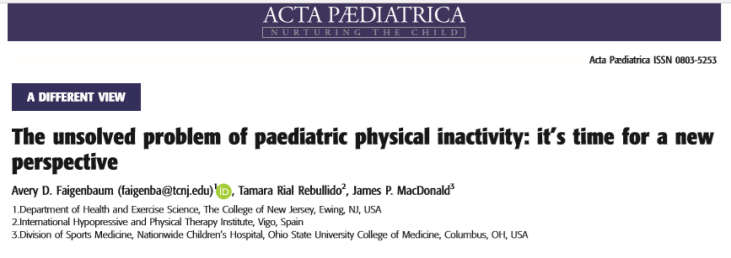 ACTA PÆDIATRICA
NURTURING THE CHILD
Acta Pædiatrica ISSN 0803-5253
A DIFFERENT VIEW
The unsolved problem of paediatric physical inactivity: it’s time for a new
perspective
Avery D. Faigenbaum (faigenba@tcnj.edu)¹ iD, Tamara Rial Rebullido², James P. MacDonald³
1.Department of Health and Exercise Science, The College of New Jersey, Ewing, NJ, USA
2.International Hypopressive and Physical Therapy Institute, Vigo, Spain
3.Division of Sports Medicine, Nationwide Children’s Hospital, Ohio State University College of Medicine, Columbus, OH, USA